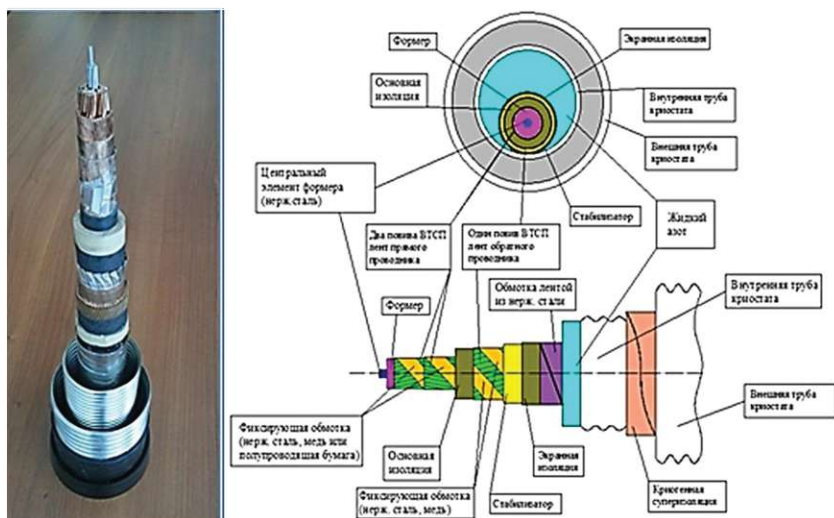 Формер
Экранная изоляция
Основная
изоляция
Внутренняя труба
криостата
Внешняя труба
криостата
Центральный
элемент формера
(нерж.сталь)
Стабилизатор
Жидкий
азот
Два повива ВТСП
лент прямого
проводника
Один повив ВТСП
лент обратного
проводника
Обмотка лентой
из нерж. стали
Внутренняя труба
криостата
Формер
Внешняя труба
криостата
Фиксирующая обмотка
(нерж. сталь, медь или
полупроводящая бумага)
Основная
изоляция
Экранная
изоляция
Криогенная
суперизоляция
Фиксирующая обмотка
(нерж. сталь, медь)
Стабилизатор